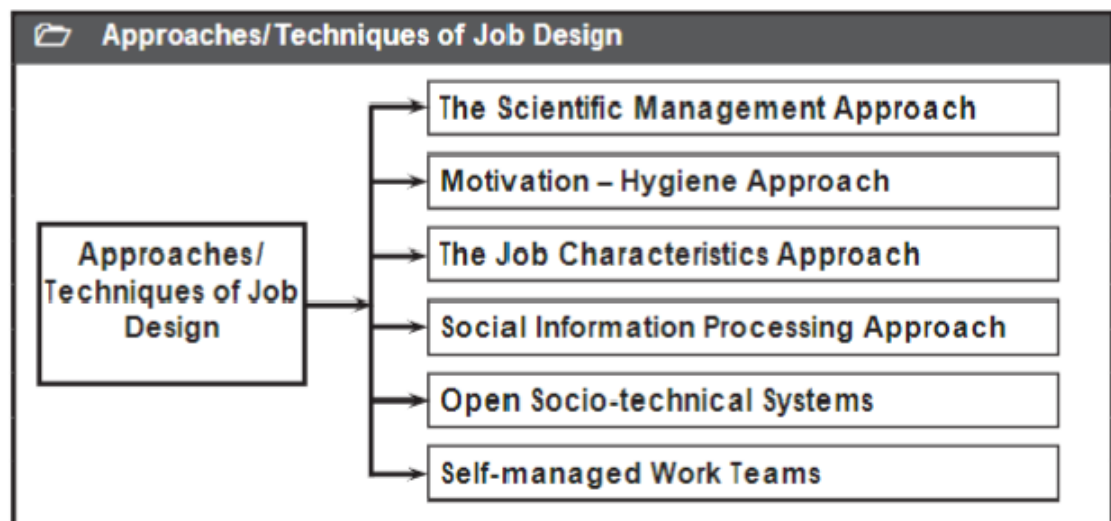 Approaches/Techniques of Job Design
The Scientific Management Approach
Motivation – Hygiene Approach
Approaches/
Techniques of Job
Design
The Job Characteristics Approach
Social Information Processing Approach
Open Socio-technical Systems
Self-managed Work Teams